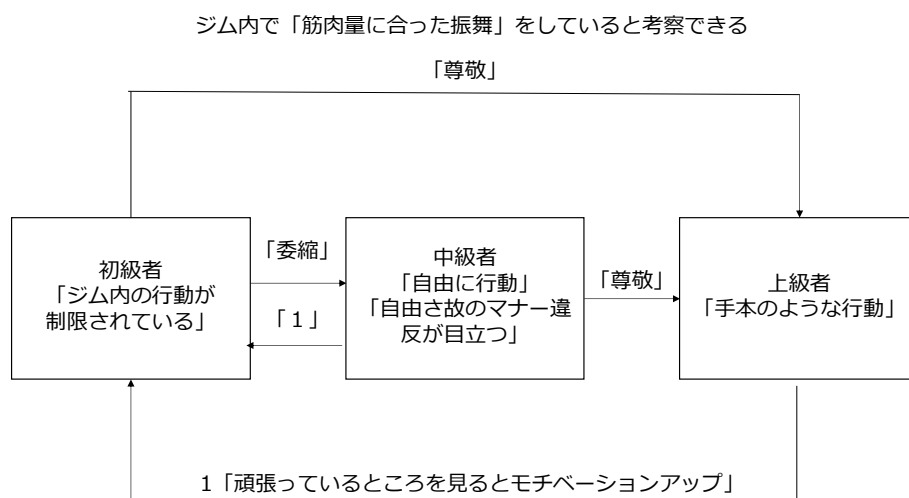 ジム内で「筋肉量に合った振舞」をしていると考察できる
「尊敬」
初級者
「ジム内の行動が
制限されている」
「委縮」
「１」
中級者
「自由に行動」
「自由さ故のマナー違
反が目立つ」
「尊敬」
上級者
「手本のような行動」
1「頑張っているところを見るとモチベーションアップ」